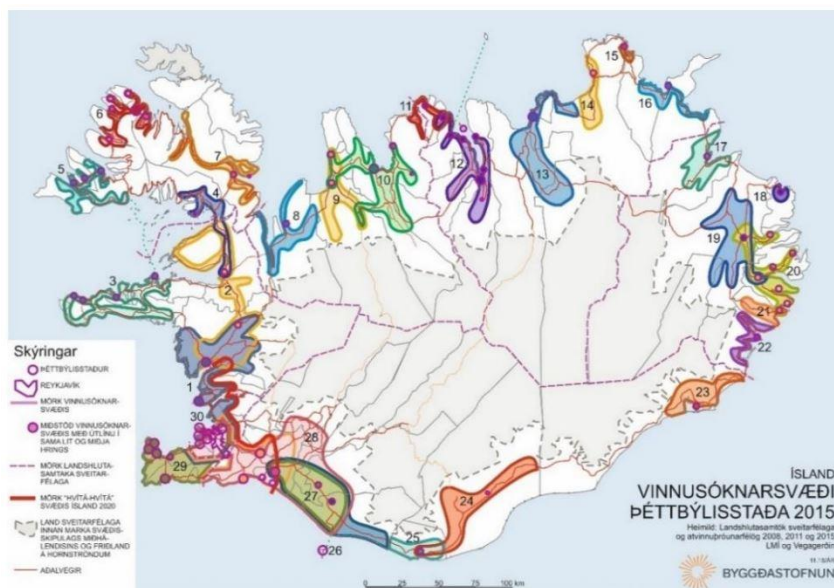 15
11
14
16
6
7
12
17
5
10
13
4
9
18
8
19
2
20
3
21
22
1
23
30
28
29
24
27
25
26
Skýringar
ÞÉTTBÝLISSTAÐUR
REYKJAVÍK
MÖRK VINNUSÓKNAR-
SVÆÐIS
MIÐSTÖÐ VINNUSÓKNAR-
SVÆÐIS MEÐ ÚTLÍNU Í
SAMA LIT OG MIÐJA
HRINGS
MÖRK LANDSHLUTA-
SAMTAKA SVEITAR-
FÉLAGA
MÖRK "HVÍTÁ-HVÍTÁ"
SVÆÐIS ÍSLAND 2020
LAND SVEITARFÉLAGA
INNAN MARKA SVÆÐIS-
SKIPULAGS MIÐHÁ-
LENDISINS OG FRIÐLAND
Á HORNSTRÖNDUM
AÐALVEGIR
0 25 50 100 km
ÍSLAND
VINNUSÓKNARSVÆÐI
ÞÉTTBÝLISSTAÐA 2015
Heimild: Landshlutasamtök sveitarfélaga
og atvinnuþróunarfélög 2008, 2011 og 2015
LMÍ og Vegagerðin
BYGGÐASTOFNUN